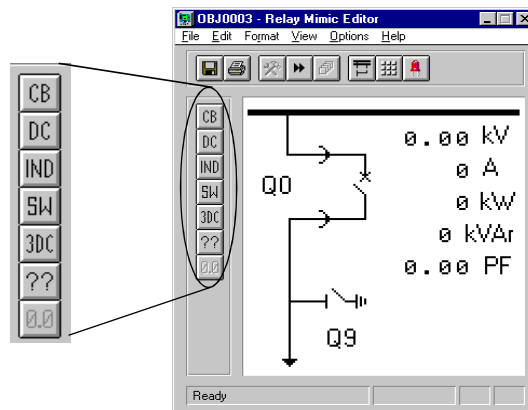 OBJ0003 - Relay Mimic Editor
File Edit Format View Options Help
CB
DC
IND
SW
3DC
??
0.0
CB
DC
IND
SW
3DC
??
0.0
0.00 kV
0 A
Q0
0 kW
0 kVAr
0.00 PF
Q9
Ready